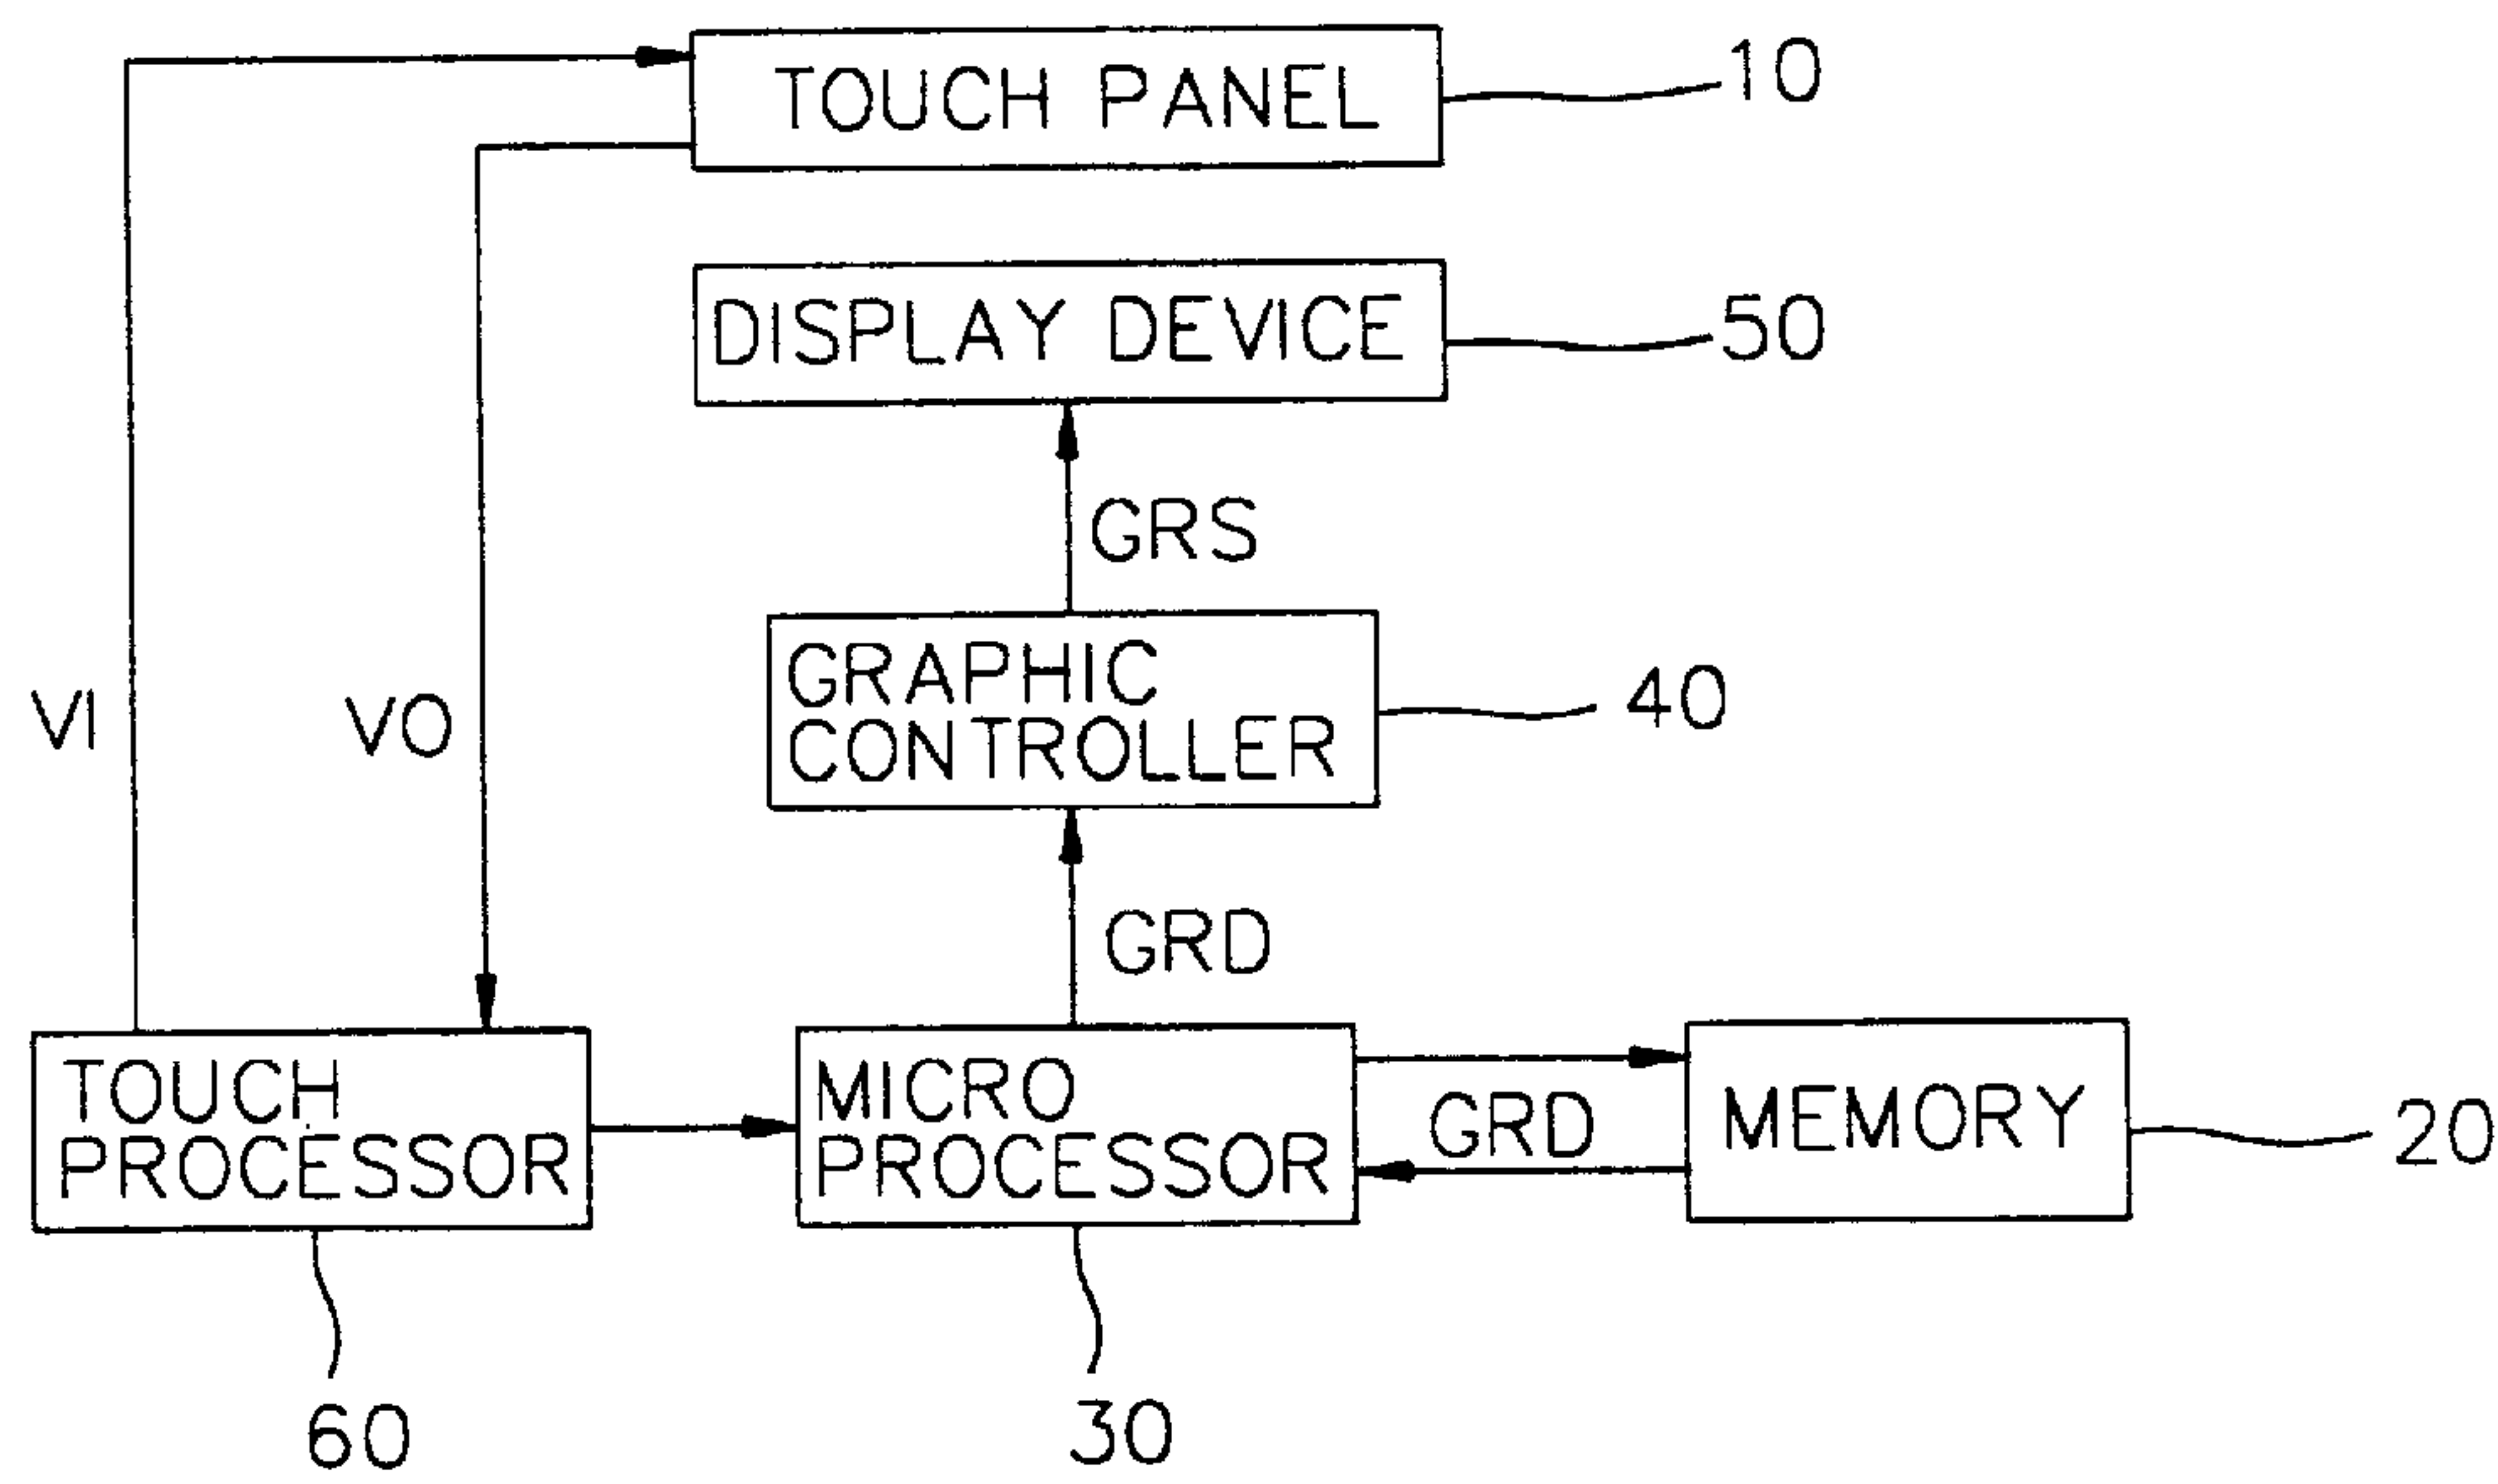 TOUCH PANEL
10
DISPLAY DEVICE
50
GRS
GRAPHIC
CONTROLLER
40
VI
VO
GRD
TOUCH
PROCESSOR
MICRO
PROCESSOR
GRD
MEMORY
20
60
30